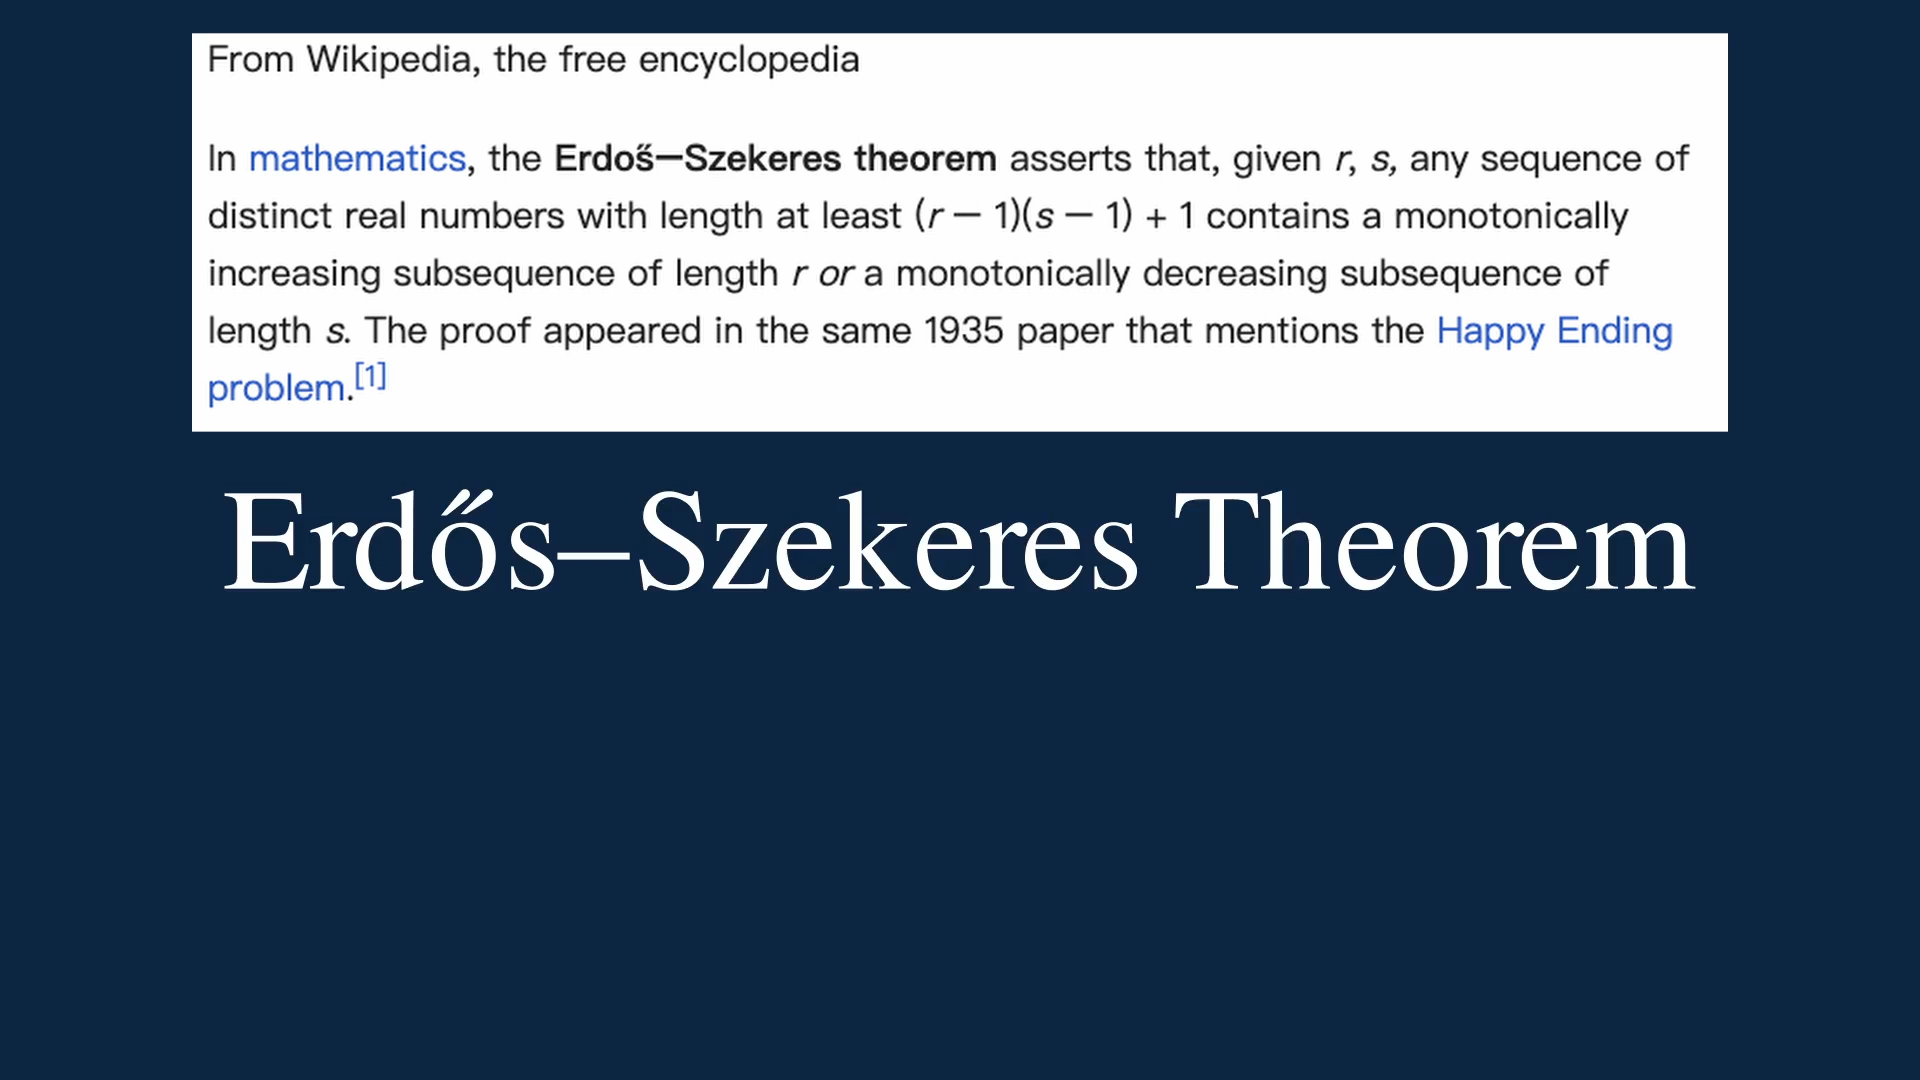 From Wikipedia, the free encyclopedia
In mathematics, the Erdoš̋–Szekeres theorem asserts that, given r, s, any sequence of
distinct real numbers with length at least (r − 1)(s − 1) + 1 contains a monotonically
increasing subsequence of length r or a monotonically decreasing subsequence of
length s. The proof appeared in the same 1935 paper that mentions the Happy Ending
problem.[1]
Erdős–Szekeres Theorem